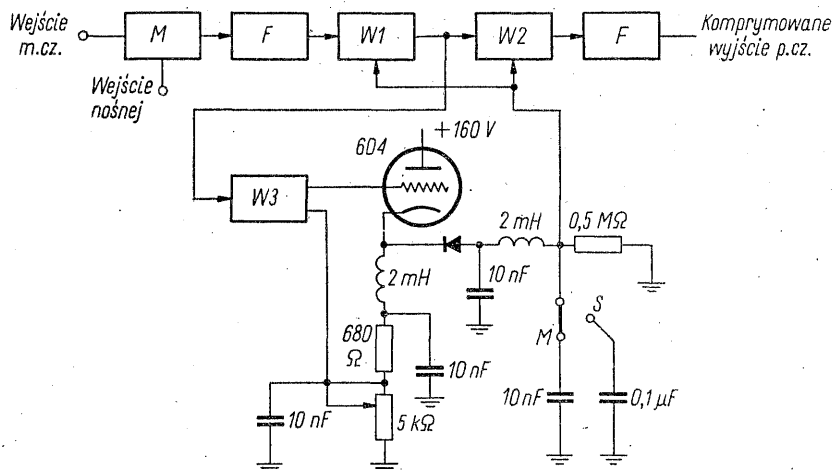 Wejście
m.cz.
M
F
W1
W2
F
Komprymowane
wyjście p.cz.
Wejście
nośnej
+160 V
6D4
W3
2 mH
0,5 MΩ
10 nF
2 mH
S
M
680
Ω
10 nF
10 nF
0,1 μF
10 nF
5 kΩ